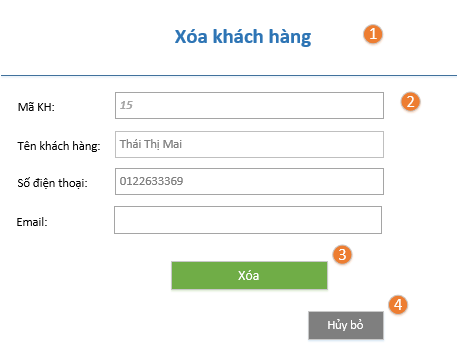 Xóa khách hàng 1
2
Mã KH: 15
Tên khách hàng: Thái Thị Mai
Số điện thoại: 0122633369
Email:
3
Xóa
4
Hủy bỏ